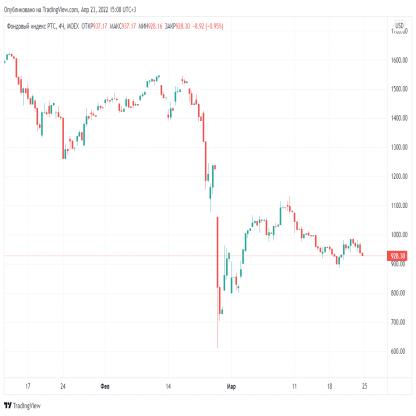 Опубликовано на TradingView.com, Апр 23, 2022 15:08 UTC+3
Фондовый индекс РТС, 4Ч, MOEX ОТКР937.17 МАКС937.17 МИН928.16 ЗАКР928.30 −8.92 (−0.95%)
USD
1600.00
1500.00
1400.00
1300.00
1200.00
1100.00
1000.00
928.30
900.00
800.00
700.00
600.00
17 24 Фев 14 Мар 11 18 25
TradingView